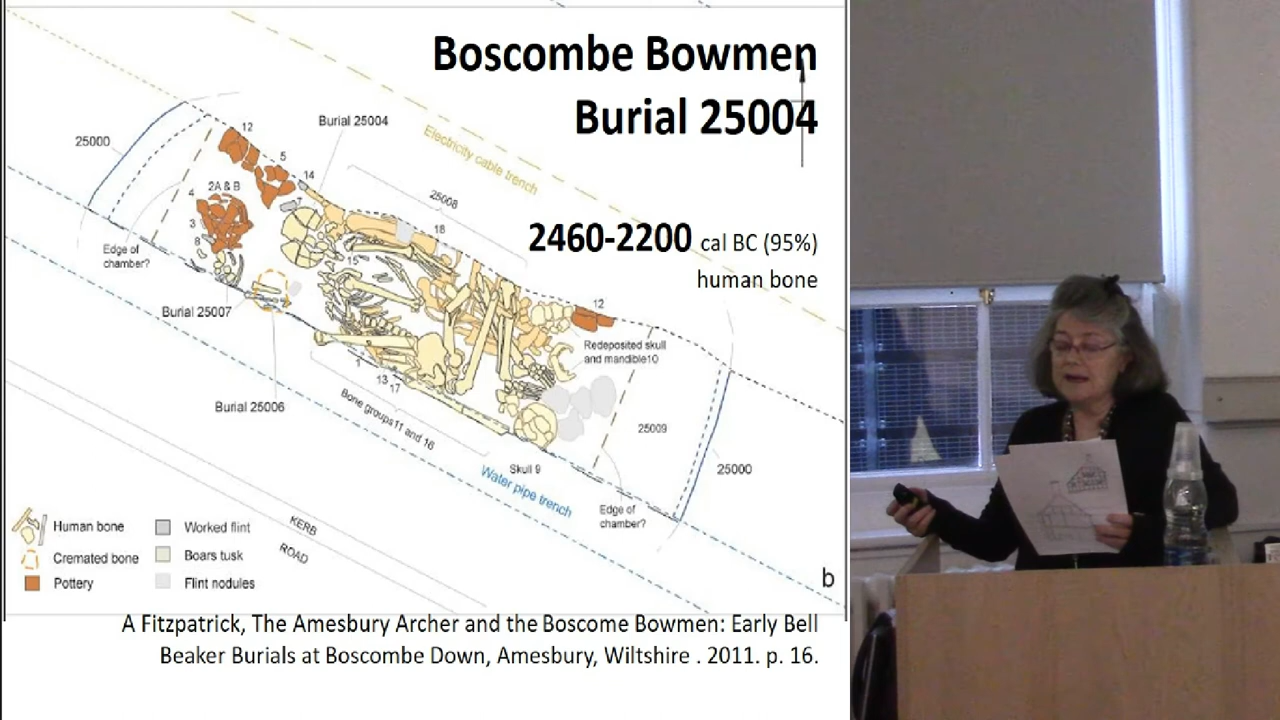 Boscombe Bowmen
Burial 25004
2460-2200 cal BC (95%)
human bone
Burial 25004
Electricity cable trench
25000
12
5
14
25008
2A & B
4
7
18
3
8
15
Edge of
chamber?
Burial 25007
12
Redeposited skull
and mandible10
1
13
17
Burial 25006
Bone groups11 and 16
25009
Skull 9
25000
Water pipe trench
Edge of
chamber?
KERB
ROAD
Human bone
Cremated bone
Pottery
Worked flint
Boars tusk
Flint nodules
b
A Fitzpatrick, The Amesbury Archer and the Boscome Bowmen: Early Bell
Beaker Burials at Boscombe Down, Amesbury, Wiltshire . 2011. p. 16.